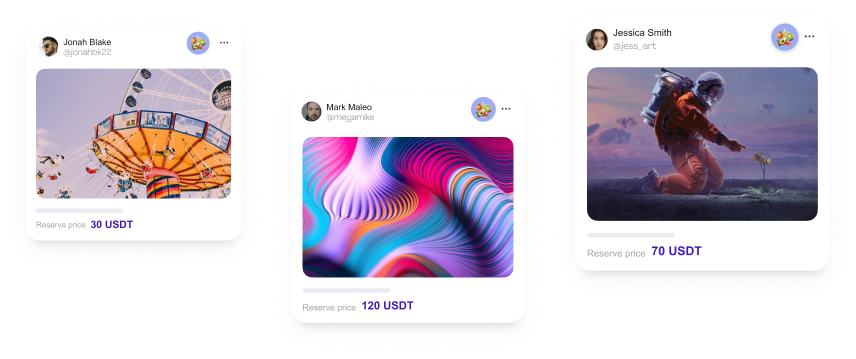 Jonah Blake
@jonahbk22
Reserve price 30 USDT
Mark Maleo
@megamike
Reserve price 120 USDT
Jessica Smith
@jess_art
Reserve price 70 USDT